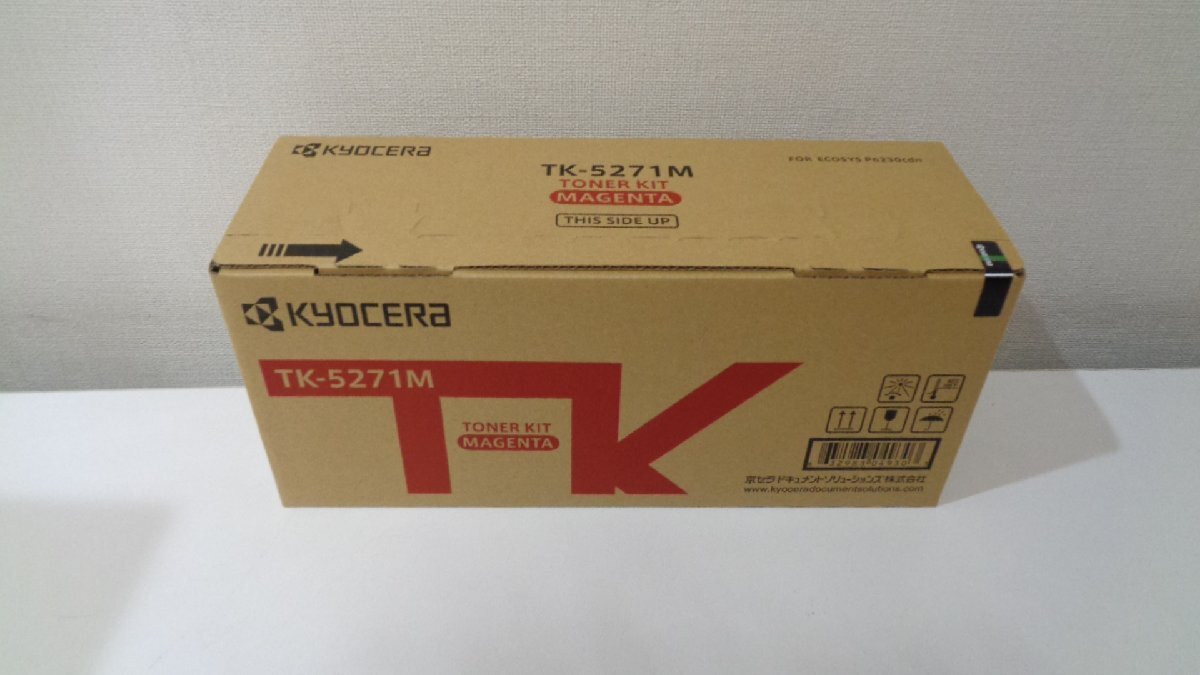 KYOCERA
TK-5271M
TONER KIT
MAGENTA
THIS SIDE UP
FOR ECOSYS P6230cdn
KYOCERA
TK
TK-5271M
TONER KIT
MAGENTA
京セラドキュメントソリューションズ株式会社
www.kyoceradocumentsolutions.com